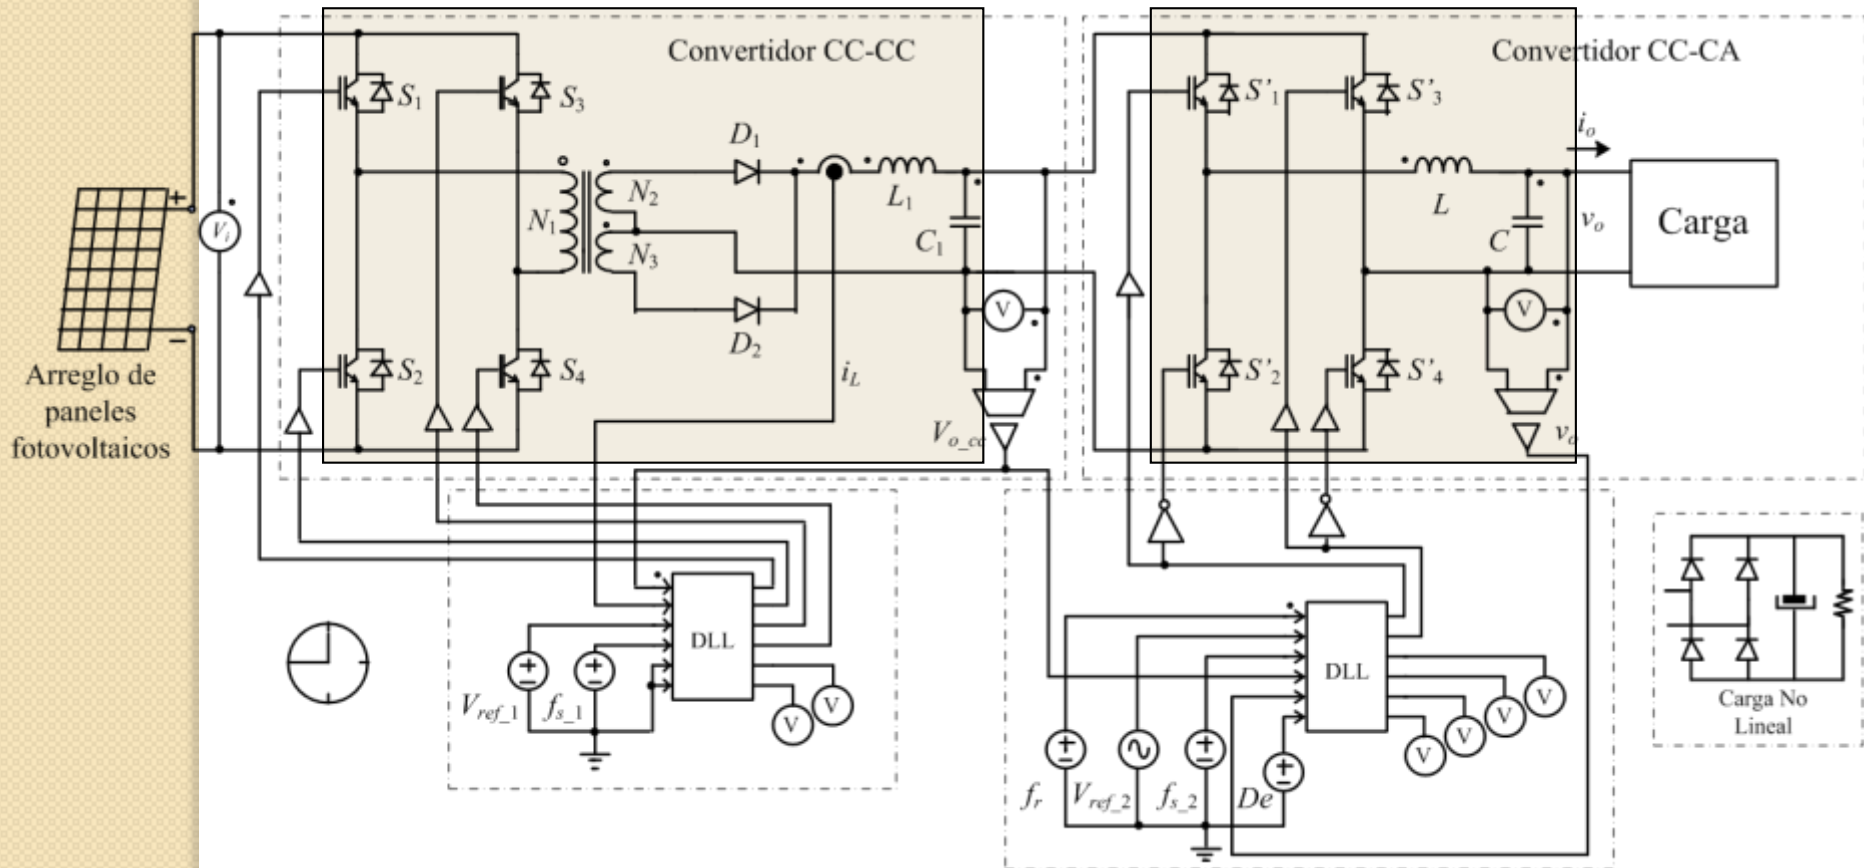 Convertidor CC-CC
Convertidor CC-CA
S1
S3
S'1
S'3
D1
io
+
Vi
N1
N2
N3
L1
C1
L
C
vo
Carga
V
V
D2
−
Arreglo de
paneles
fotovoltaicos
S2
S4
iL
S'2
S'4
Vo_cc
vo
DLL
Vref_1
fs_1
V
V
DLL
fr
Vref_2
fs_2
De
V
V
V
V
Carga No
Lineal